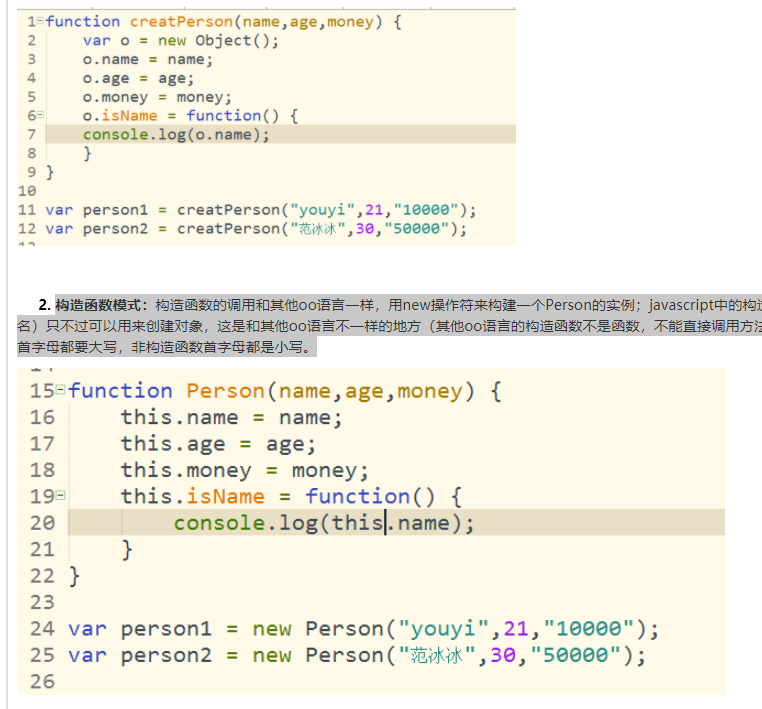 1 function creatPerson(name,age,money) {
2 var o = new Object();
3 o.name = name;
4 o.age = age;
5 o.money = money;
6 o.isName = function() {
7 console.log(o.name);
8 }
9 }
10
11 var person1 = creatPerson("youyi",21,"10000");
12 var person2 = creatPerson("范冰冰",30,"50000");
2. 构造函数模式：构造函数的调用和其他oo语言一样，用new操作符来构建一个Person的实例；javascript中的构造
名）只不过可以用来创建对象，这是和其他oo语言不一样的地方（其他oo语言的构造函数不是函数，不能直接调用方法
首字母都要大写，非构造函数首字母都是小写。
15 function Person(name,age,money) {
16 this.name = name;
17 this.age = age;
18 this.money = money;
19 this.isName = function() {
20 console.log(this.name);
21 }
22 }
23
24 var person1 = new Person("youyi",21,"10000");
25 var person2 = new Person("范冰冰",30,"50000");
26